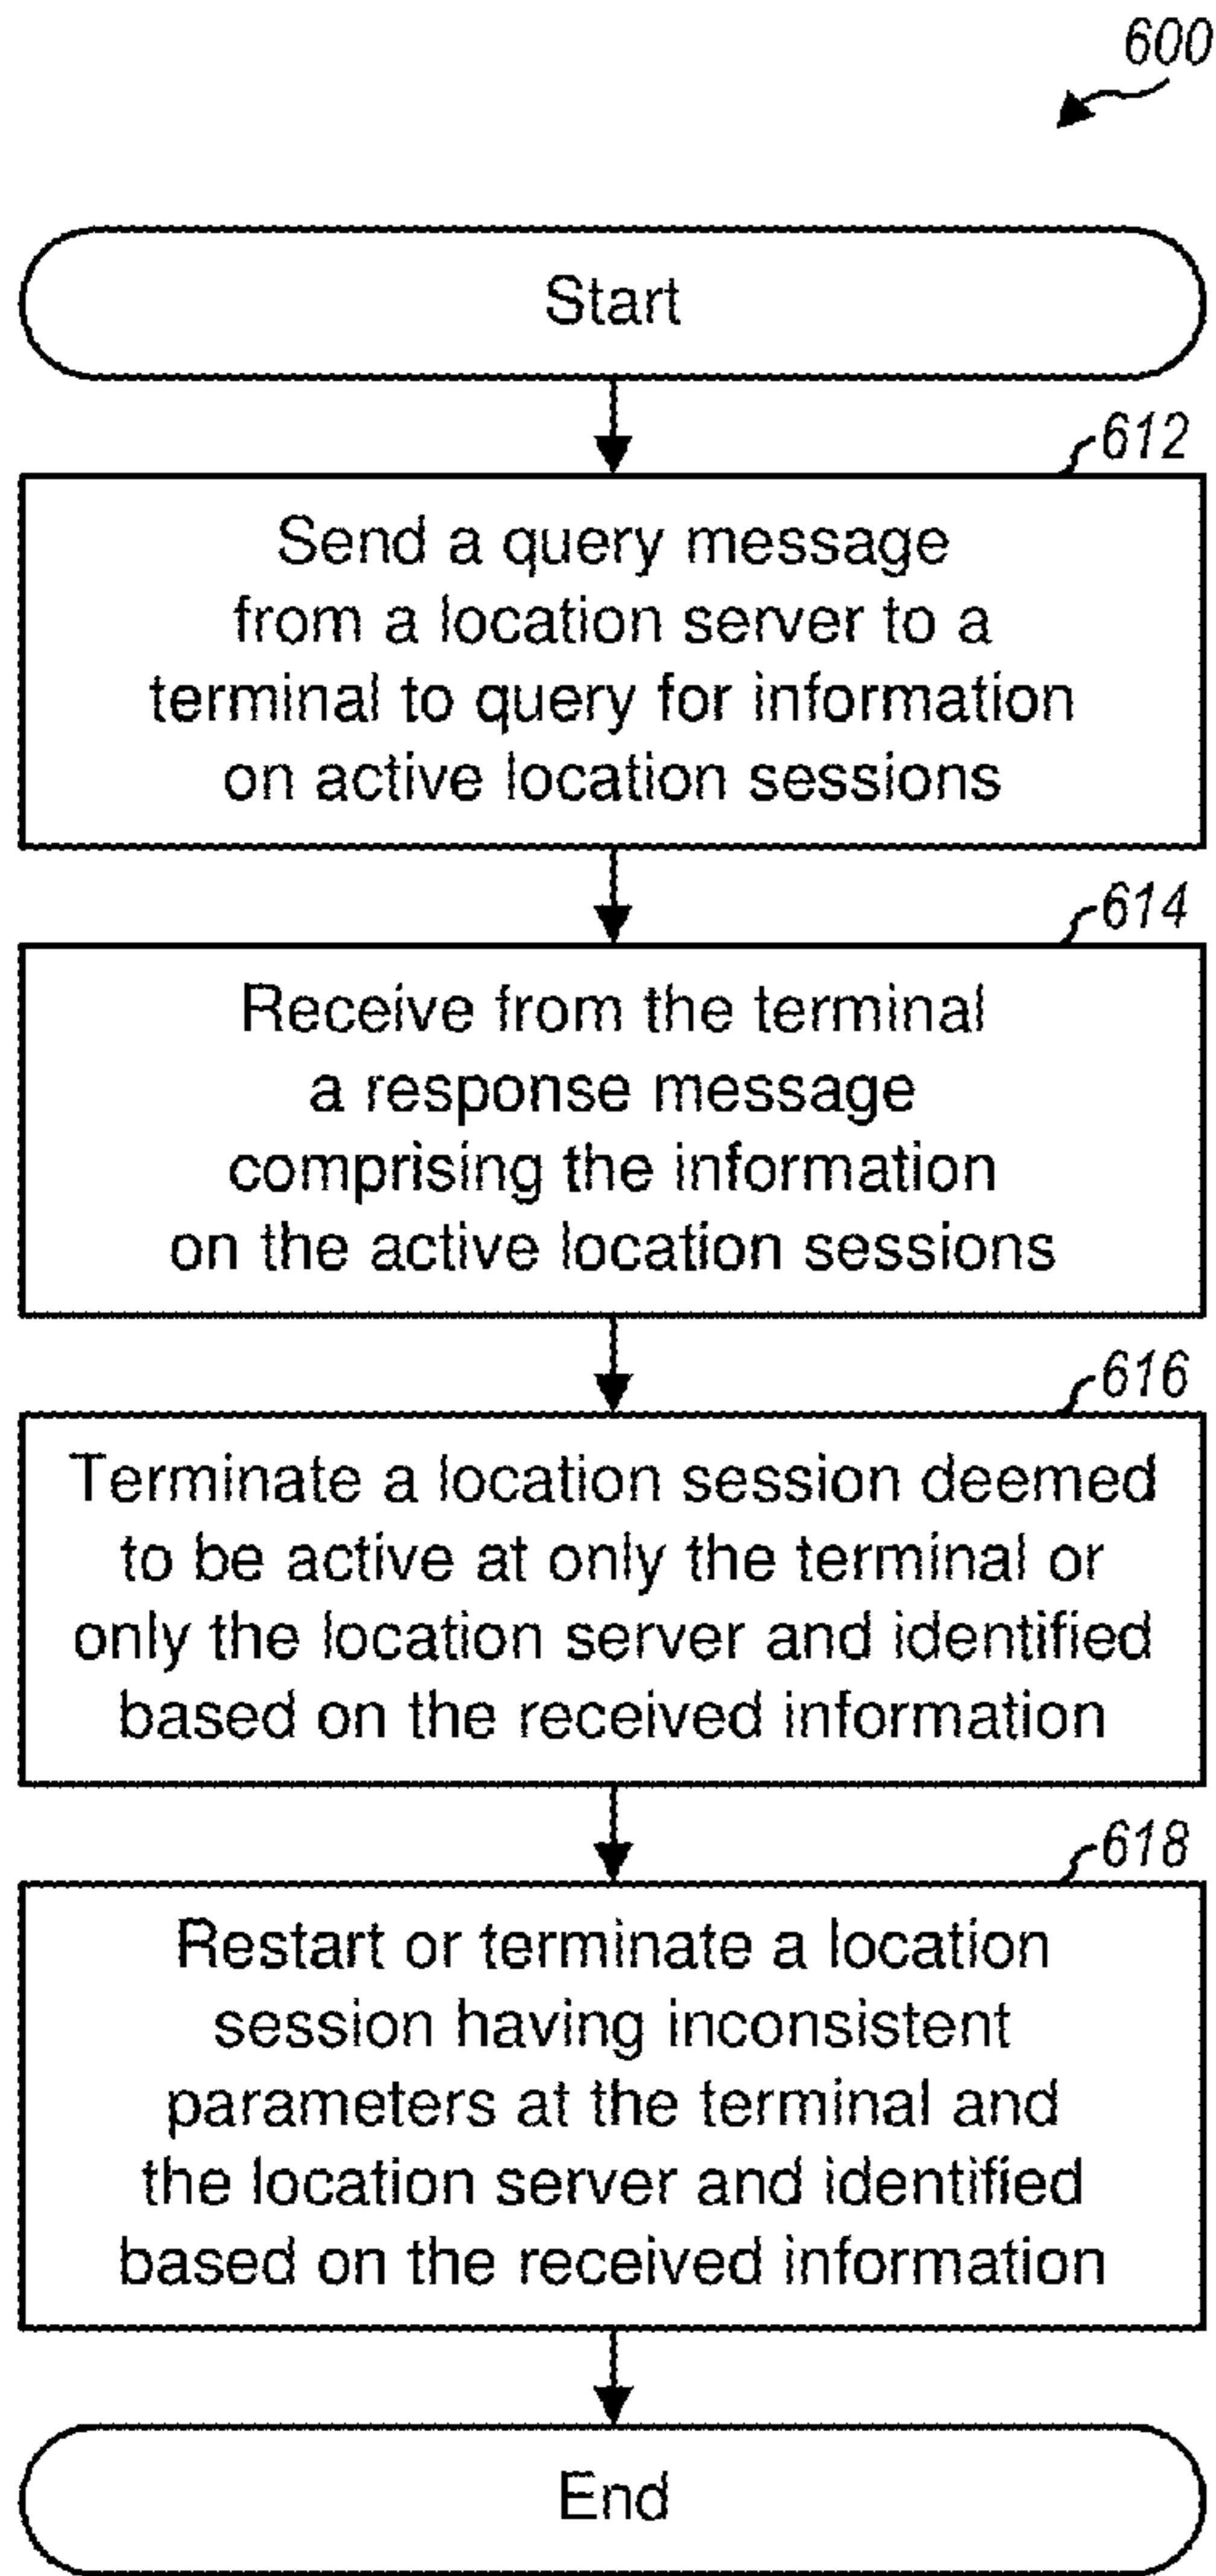 600
Start
612
Send a query message
from a location server to a
terminal to query for information
on active location sessions
614
Receive from the terminal
a response message
comprising the information
on the active location sessions
616
Terminate a location session deemed
to be active at only the terminal or
only the location server and identified
based on the received information
618
Restart or terminate a location
session having inconsistent
parameters at the terminal and
the location server and identified
based on the received information
End